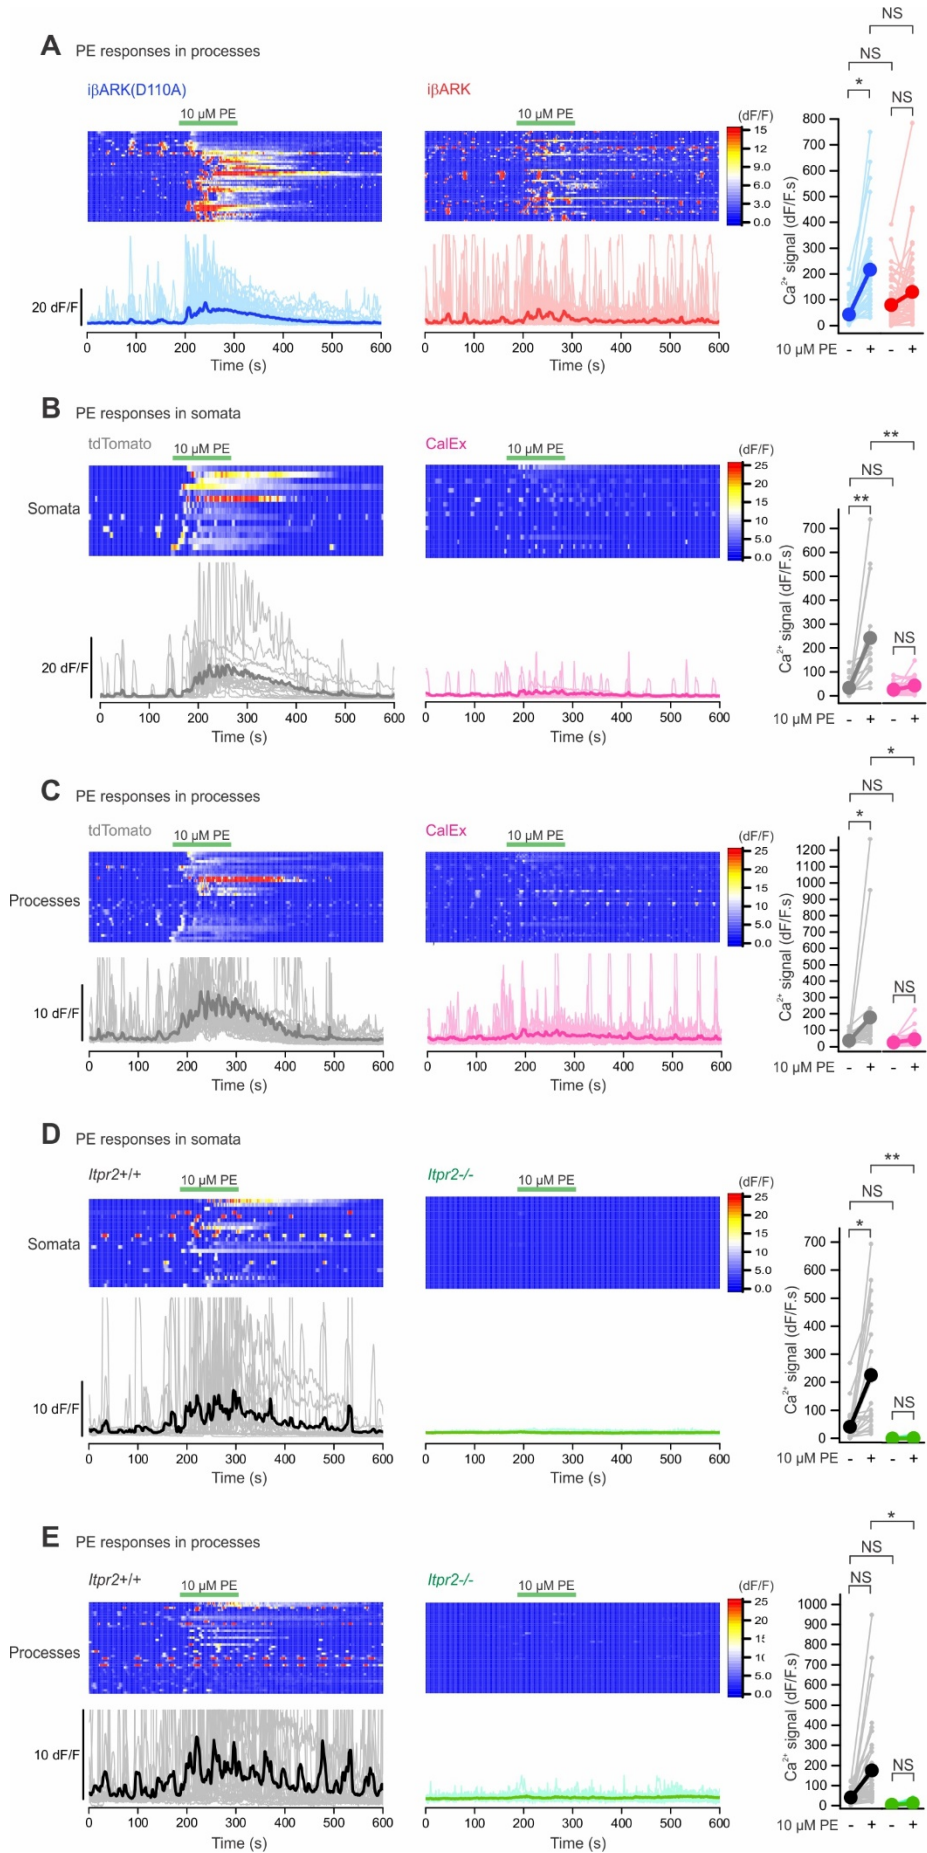 A PE responses in processes
iβARK(D110A)
iβARK
10 µM PE
10 µM PE
(dF/F)
15
12
9.0
6.0
3.0
0.0
20 dF/F
0 100 200 300 400 500 600
Time (s)
0 100 200 300 400 500 600
Time (s)
NS
NS
*
NS
800
700
600
500
400
300
200
100
0
Ca²⁺ signal (dF/F.s)
10 µM PE - + - +
B PE responses in somata
tdTomato
CalEx
10 µM PE
10 µM PE
(dF/F)
25
20
15
10
5.0
0.0
Somata
20 dF/F
0 100 200 300 400 500 600
Time (s)
0 100 200 300 400 500 600
Time (s)
**
NS
**
NS
700
600
500
400
300
200
100
0
Ca²⁺ signal (dF/F.s)
10 µM PE - + - +
C PE responses in processes
tdTomato
CalEx
10 µM PE
10 µM PE
(dF/F)
25
20
15
10
5.0
0.0
Processes
10 dF/F
0 100 200 300 400 500 600
Time (s)
0 100 200 300 400 500 600
Time (s)
*
NS
*
NS
1200
1100
1000
900
800
700
600
500
400
300
200
100
0
Ca²⁺ signal (dF/F.s)
10 µM PE - + - +
D PE responses in somata
Itpr2+/+
Itpr2-/-
10 µM PE
10 µM PE
(dF/F)
25
20
15
10
5.0
0.0
Somata
10 dF/F
0 100 200 300 400 500 600
Time (s)
0 100 200 300 400 500 600
Time (s)
**
NS
*
NS
700
600
500
400
300
200
100
0
Ca²⁺ signal (dF/F.s)
10 µM PE - + - +
E PE responses in processes
Itpr2+/+
Itpr2-/-
10 µM PE
10 µM PE
(dF/F)
25
20
15
10
5.0
0.0
Processes
10 dF/F
0 100 200 300 400 500 600
Time (s)
0 100 200 300 400 500 600
Time (s)
*
NS
NS
NS
1000
900
800
700
600
500
400
300
200
100
0
Ca²⁺ signal (dF/F.s)
10 µM PE - + - +